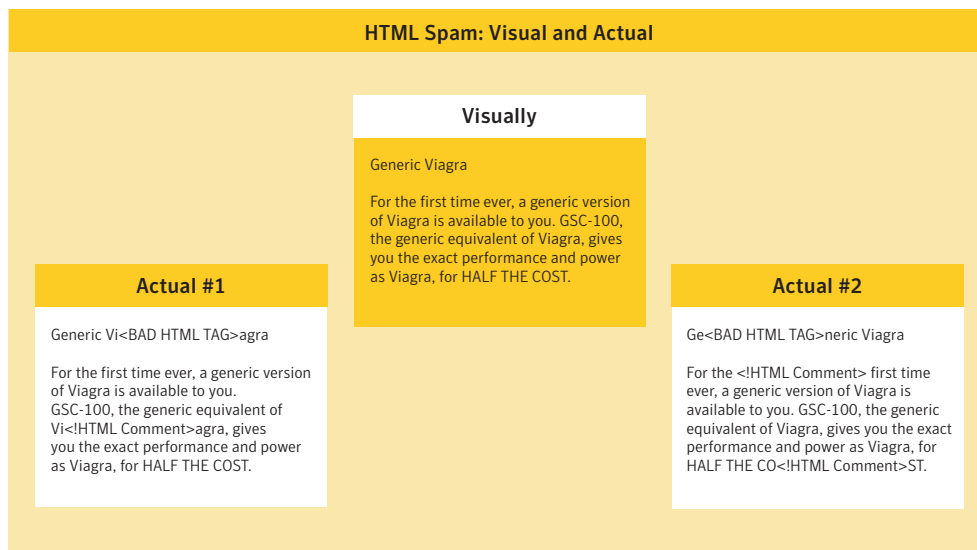 HTML Spam: Visual and Actual
Visually
Generic Viagra
For the first time ever, a generic version
of Viagra is available to you. GSC-100,
the generic equivalent of Viagra, gives
you the exact performance and power
as Viagra, for HALF THE COST.
Actual #1
Generic Vi<BAD HTML TAG>agra
For the first time ever, a generic version
of Viagra is available to you.
GSC-100, the generic equivalent of
Vi<!HTML Comment>agra, gives
you the exact performance and power
as Viagra, for HALF THE COST.
Actual #2
Ge<BAD HTML TAG>neric Viagra
For the <!HTML Comment> first time
ever, a generic version of Viagra is
available to you. GSC-100, the generic
equivalent of Viagra, gives you the exact
performance and power as Viagra, for
HALF THE CO<!HTML Comment>ST.